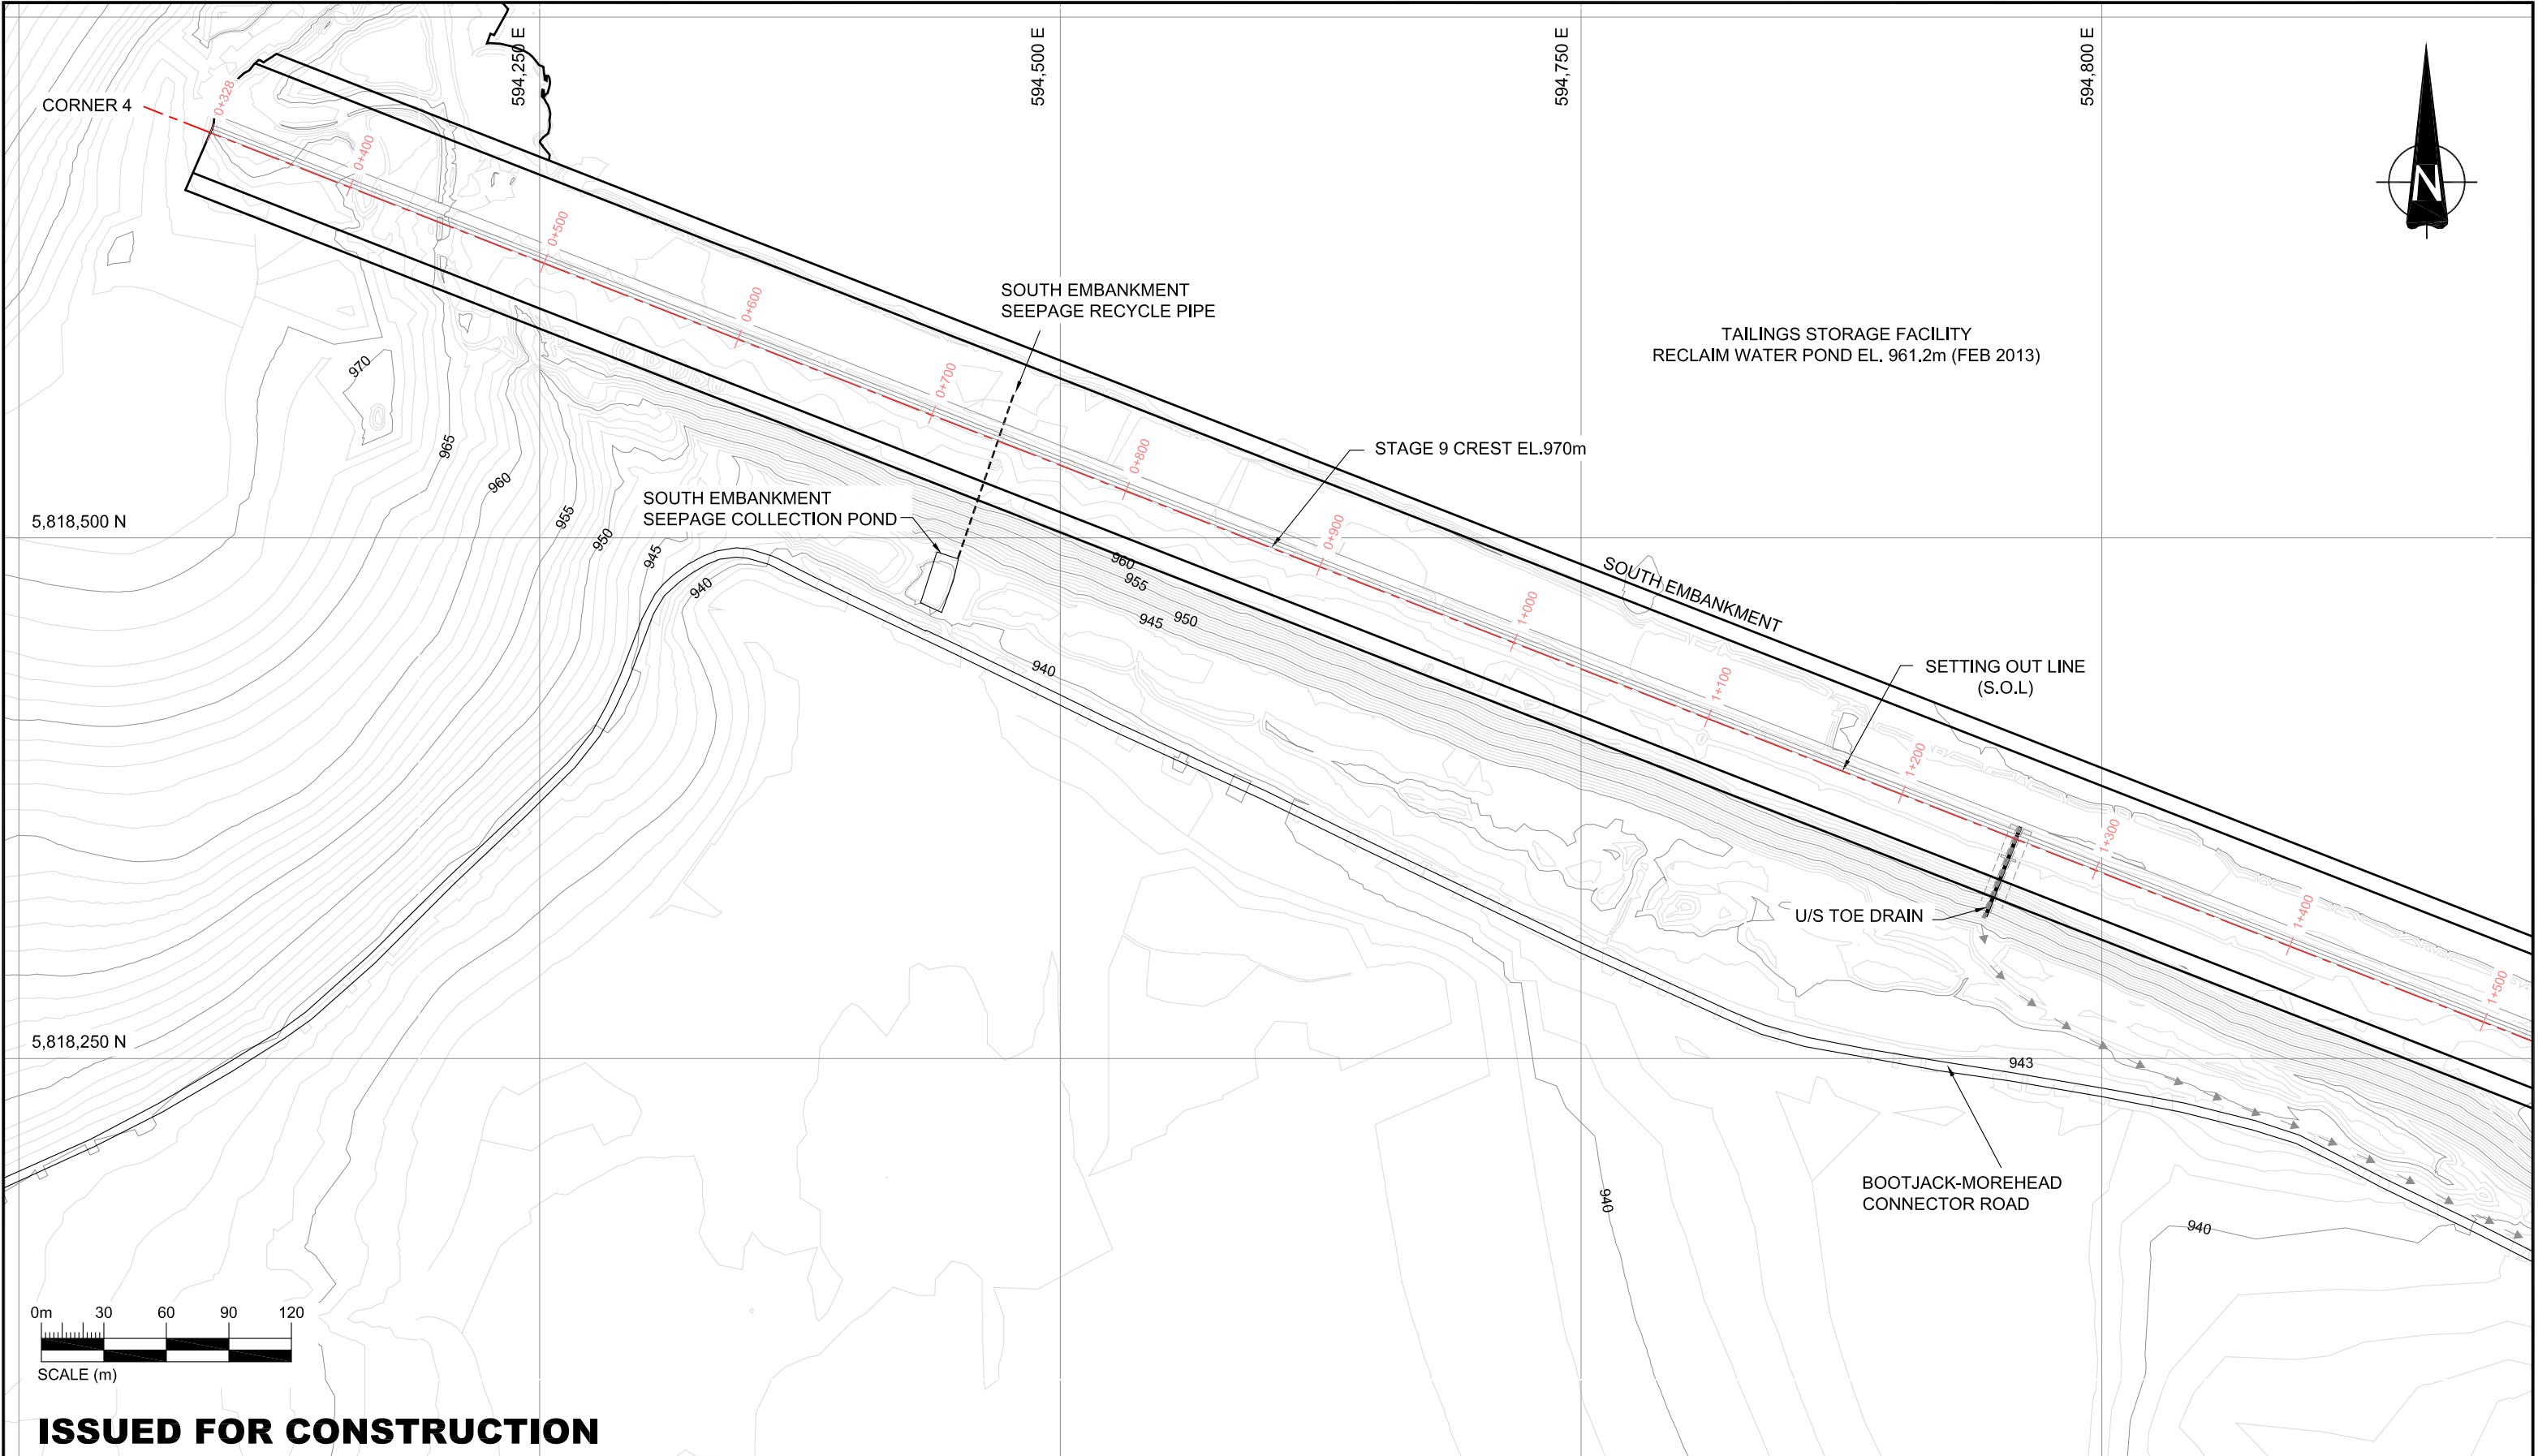 594,250 E
594,500 E
594,750 E
594,800 E
CORNER 4
0+328
0+400
0+500
0+600
0+700
0+800
0+900
1+000
1+100
1+200
1+300
1+400
1+500
N
SOUTH EMBANKMENT
SEEPAGE RECYCLE PIPE
TAILINGS STORAGE FACILITY
RECLAIM WATER POND EL. 961.2m (FEB 2013)
970
965
960
955
950
945
940
STAGE 9 CREST EL.970m
SOUTH EMBANKMENT
SEEPAGE COLLECTION POND
5,818,500 N
960
955
950
945
940
SOUTH EMBANKMENT
SETTING OUT LINE
(S.O.L)
U/S TOE DRAIN
5,818,250 N
943
BOOTJACK-MOREHEAD
CONNECTOR ROAD
940
940
0m 30 60 90 120
SCALE (m)
ISSUED FOR CONSTRUCTION